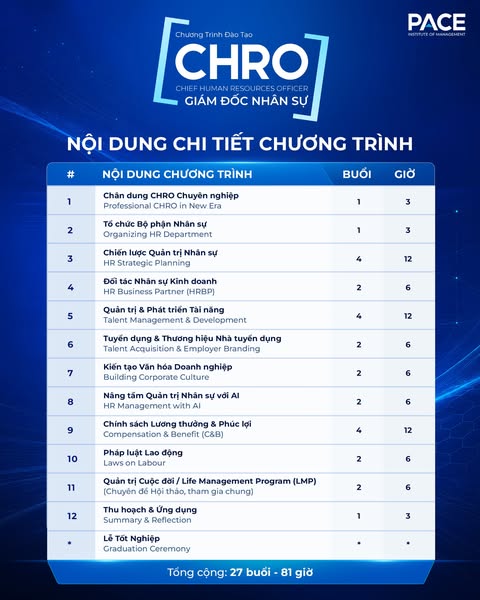 PACE
INSTITUTE OF MANAGEMENT
Chương Trình Đào Tạo
CHRO
CHIEF HUMAN RESOURCES OFFICER
GIÁM ĐỐC NHÂN SỰ
NỘI DUNG CHI TIẾT CHƯƠNG TRÌNH
# NỘI DUNG CHƯƠNG TRÌNH BUỔI GIỜ
1 Chân dung CHRO Chuyên nghiệp 1 3
Professional CHRO in New Era
2 Tổ chức Bộ phận Nhân sự 1 3
Organizing HR Department
3 Chiến lược Quản trị Nhân sự 4 12
HR Strategic Planning
4 Đối tác Nhân sự Kinh doanh 2 6
HR Business Partner (HRBP)
5 Quản trị & Phát triển Tài năng 4 12
Talent Management & Development
6 Tuyển dụng & Thương hiệu Nhà tuyển dụng 2 6
Talent Acquisition & Employer Branding
7 Kiến tạo Văn hóa Doanh nghiệp 2 6
Building Corporate Culture
8 Nâng tầm Quản trị Nhân sự với AI 2 6
HR Management with AI
9 Chính sách Lương thưởng & Phúc lợi 4 12
Compensation & Benefit (C&B)
10 Pháp luật Lao động 2 6
Laws on Labour
11 Quản trị Cuộc đời / Life Management Program (LMP) 2 6
(Chuyên đề Hội thảo, tham gia chung)
12 Thu hoạch & Ứng dụng 1 3
Summary & Reflection
* Lễ Tốt Nghiệp * *
Graduation Ceremony
Tổng cộng: 27 buổi - 81 giờ